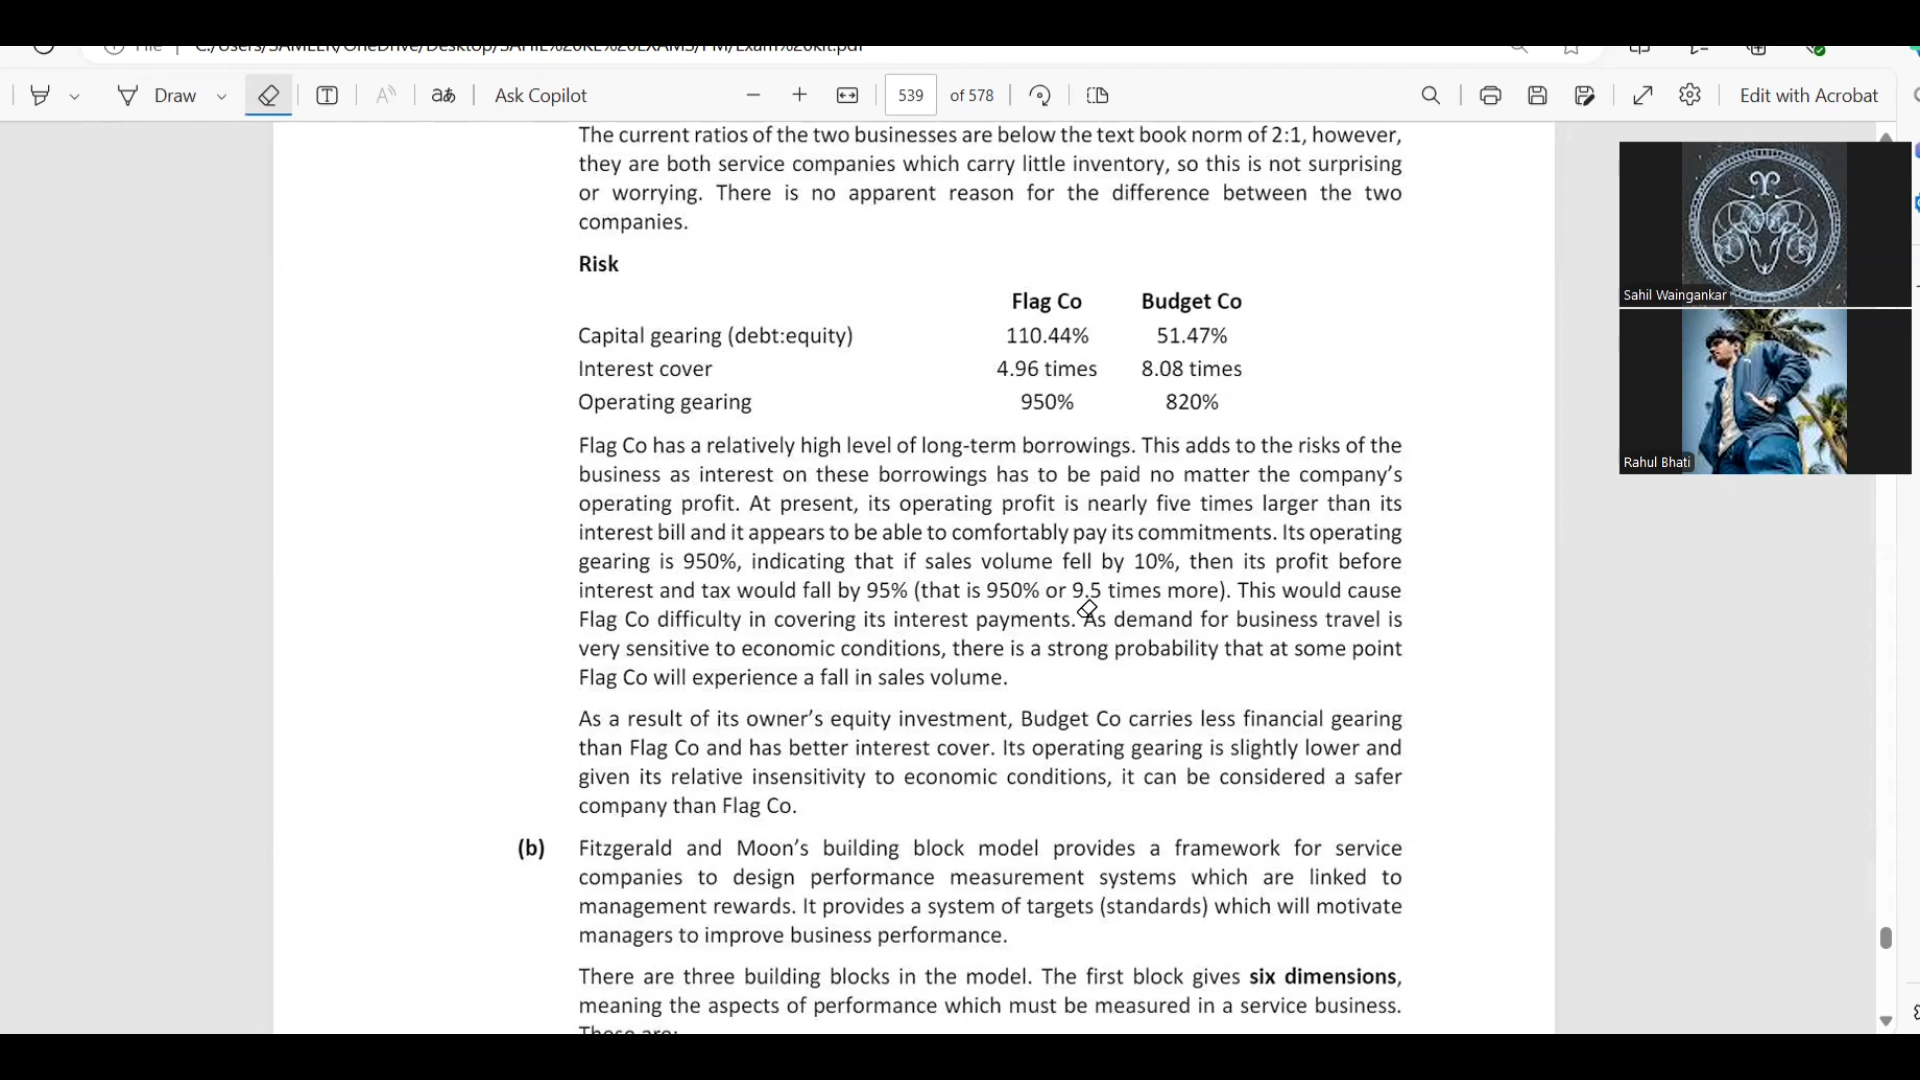 File | C:/Users/SAMEER/OneDrive/Desktop/SAHIL%20KE%20EXAMS/PM/Exam%20kit.pdf
Draw aあ Ask Copilot 539 of 578 Edit with Acrobat
The current ratios of the two businesses are below the text book norm of 2:1, however,
they are both service companies which carry little inventory, so this is not surprising
or worrying. There is no apparent reason for the difference between the two
companies.
Risk
Flag Co Budget Co
Capital gearing (debt:equity) 110.44% 51.47%
Interest cover 4.96 times 8.08 times
Operating gearing 950% 820%
Flag Co has a relatively high level of long-term borrowings. This adds to the risks of the
business as interest on these borrowings has to be paid no matter the company's
operating profit. At present, its operating profit is nearly five times larger than its
interest bill and it appears to be able to comfortably pay its commitments. Its operating
gearing is 950%, indicating that if sales volume fell by 10%, then its profit before
interest and tax would fall by 95% (that is 950% or 9.5 times more). This would cause
Flag Co difficulty in covering its interest payments. As demand for business travel is
very sensitive to economic conditions, there is a strong probability that at some point
Flag Co will experience a fall in sales volume.
As a result of its owner's equity investment, Budget Co carries less financial gearing
than Flag Co and has better interest cover. Its operating gearing is slightly lower and
given its relative insensitivity to economic conditions, it can be considered a safer
company than Flag Co.
(b) Fitzgerald and Moon's building block model provides a framework for service
companies to design performance measurement systems which are linked to
management rewards. It provides a system of targets (standards) which will motivate
managers to improve business performance.
There are three building blocks in the model. The first block gives six dimensions,
meaning the aspects of performance which must be measured in a service business.
These are:
Sahil Waingankar
Rahul Bhati